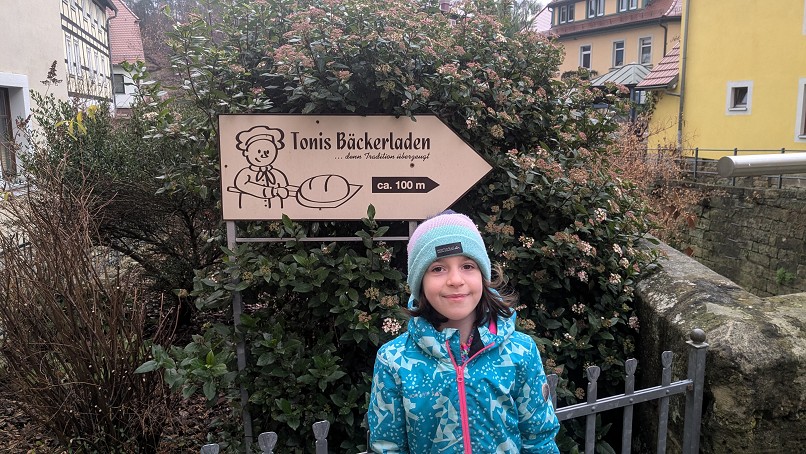 Tonis Bäckerladen
...denn Tradition überzeugt
ca. 100 m